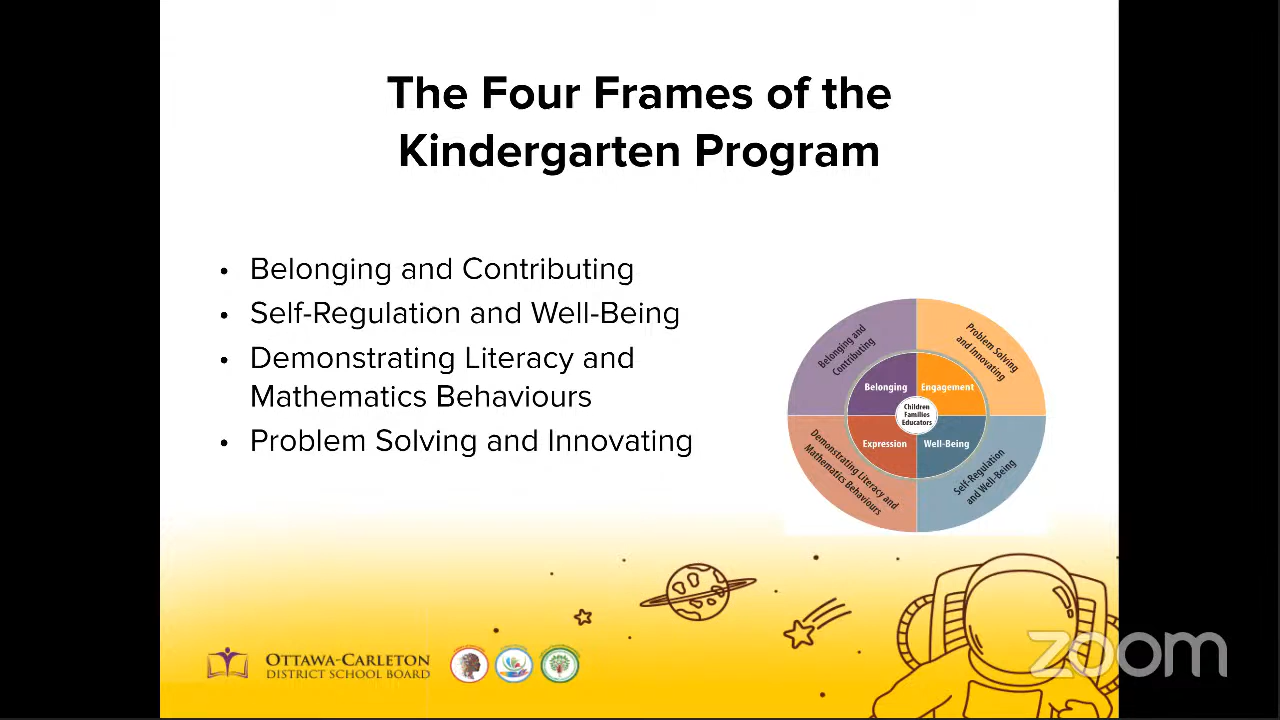 The Four Frames of the
Kindergarten Program
• Belonging and Contributing
• Self-Regulation and Well-Being
• Demonstrating Literacy and
Mathematics Behaviours
• Problem Solving and Innovating
Belonging and
Contributing
Problem Solving
and Innovating
Belonging
Engagement
Children
Families
Educators
Expression
Well-Being
Demonstrating Literacy and
Mathematics Behaviours
Self-Regulation
and Well-Being
OTTAWA-CARLETON
DISTRICT SCHOOL BOARD
zoom